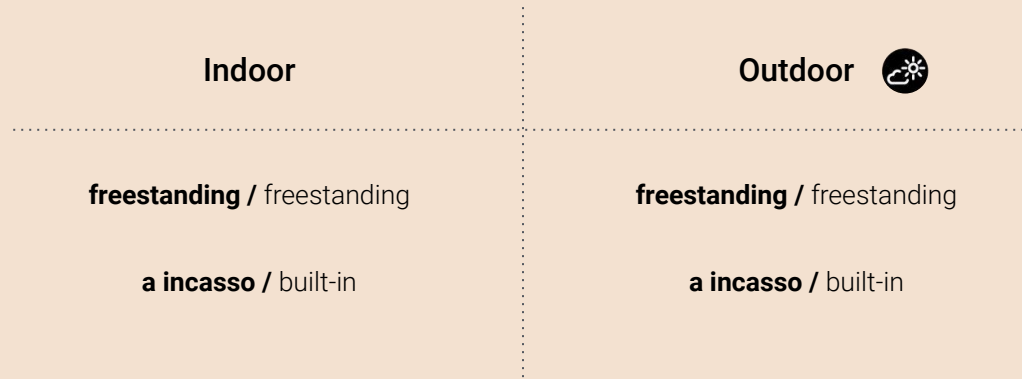 Indoor
Outdoor
freestanding / freestanding
freestanding / freestanding
a incasso / built-in
a incasso / built-in